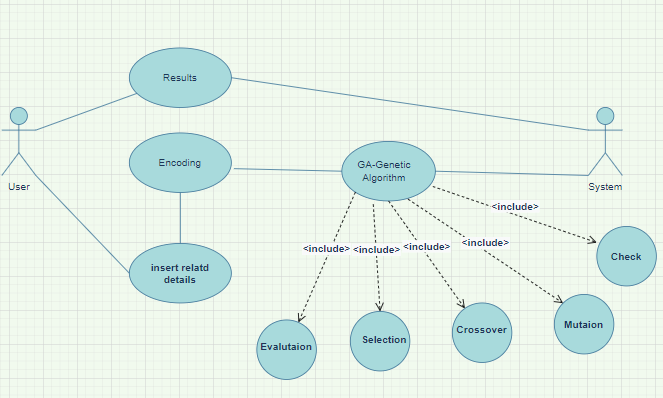 Results
User
Encoding
GA-Genetic
Algorithm
System
<include>
<include>
<include>
<include>
<include>
insert relatd
details
Check
Evalutaion
Selection
Crossover
Mutaion